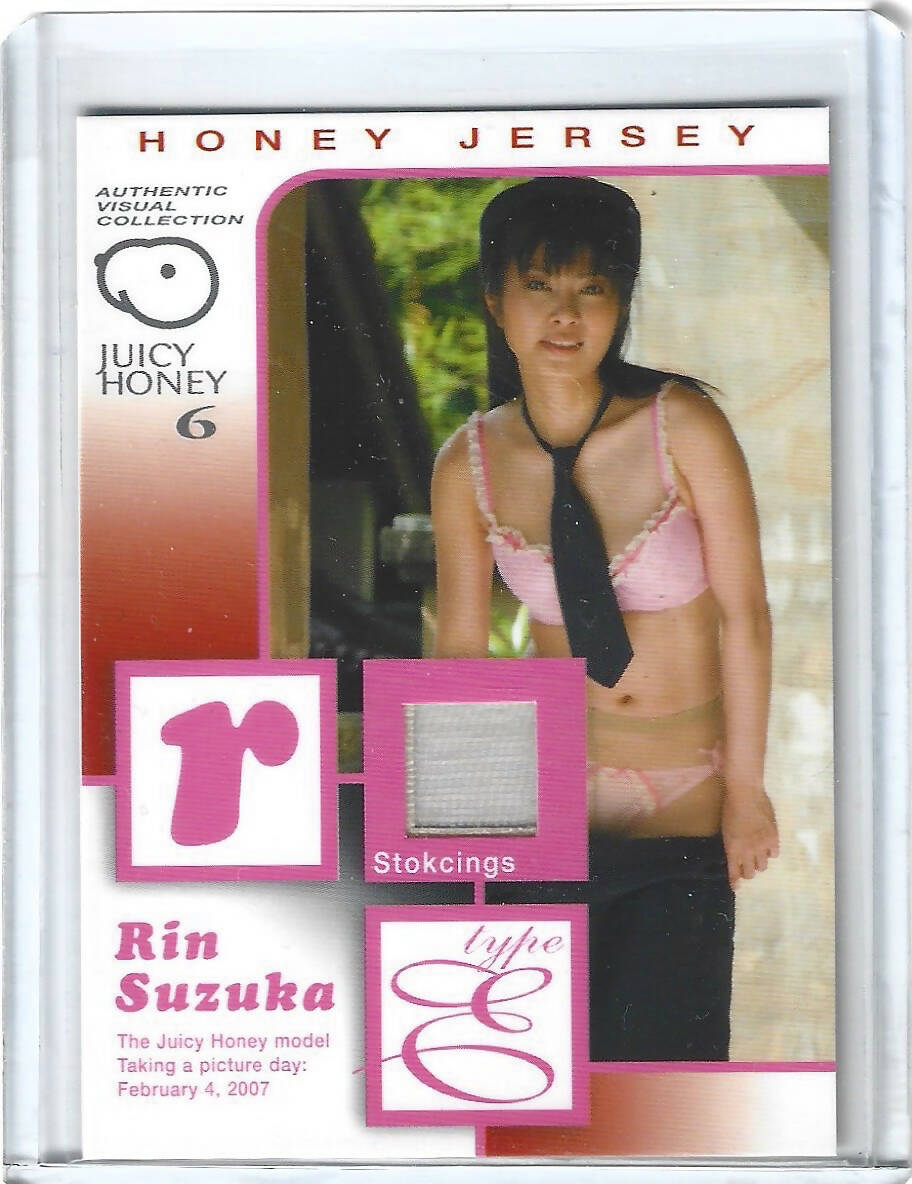 HONEY JERSEY
AUTHENTIC
VISUAL
COLLECTION
JUICY
HONEY
6
r
Stokcings
type
E
Rin
Suzuka
The Juicy Honey model
Taking a picture day:
February 4, 2007